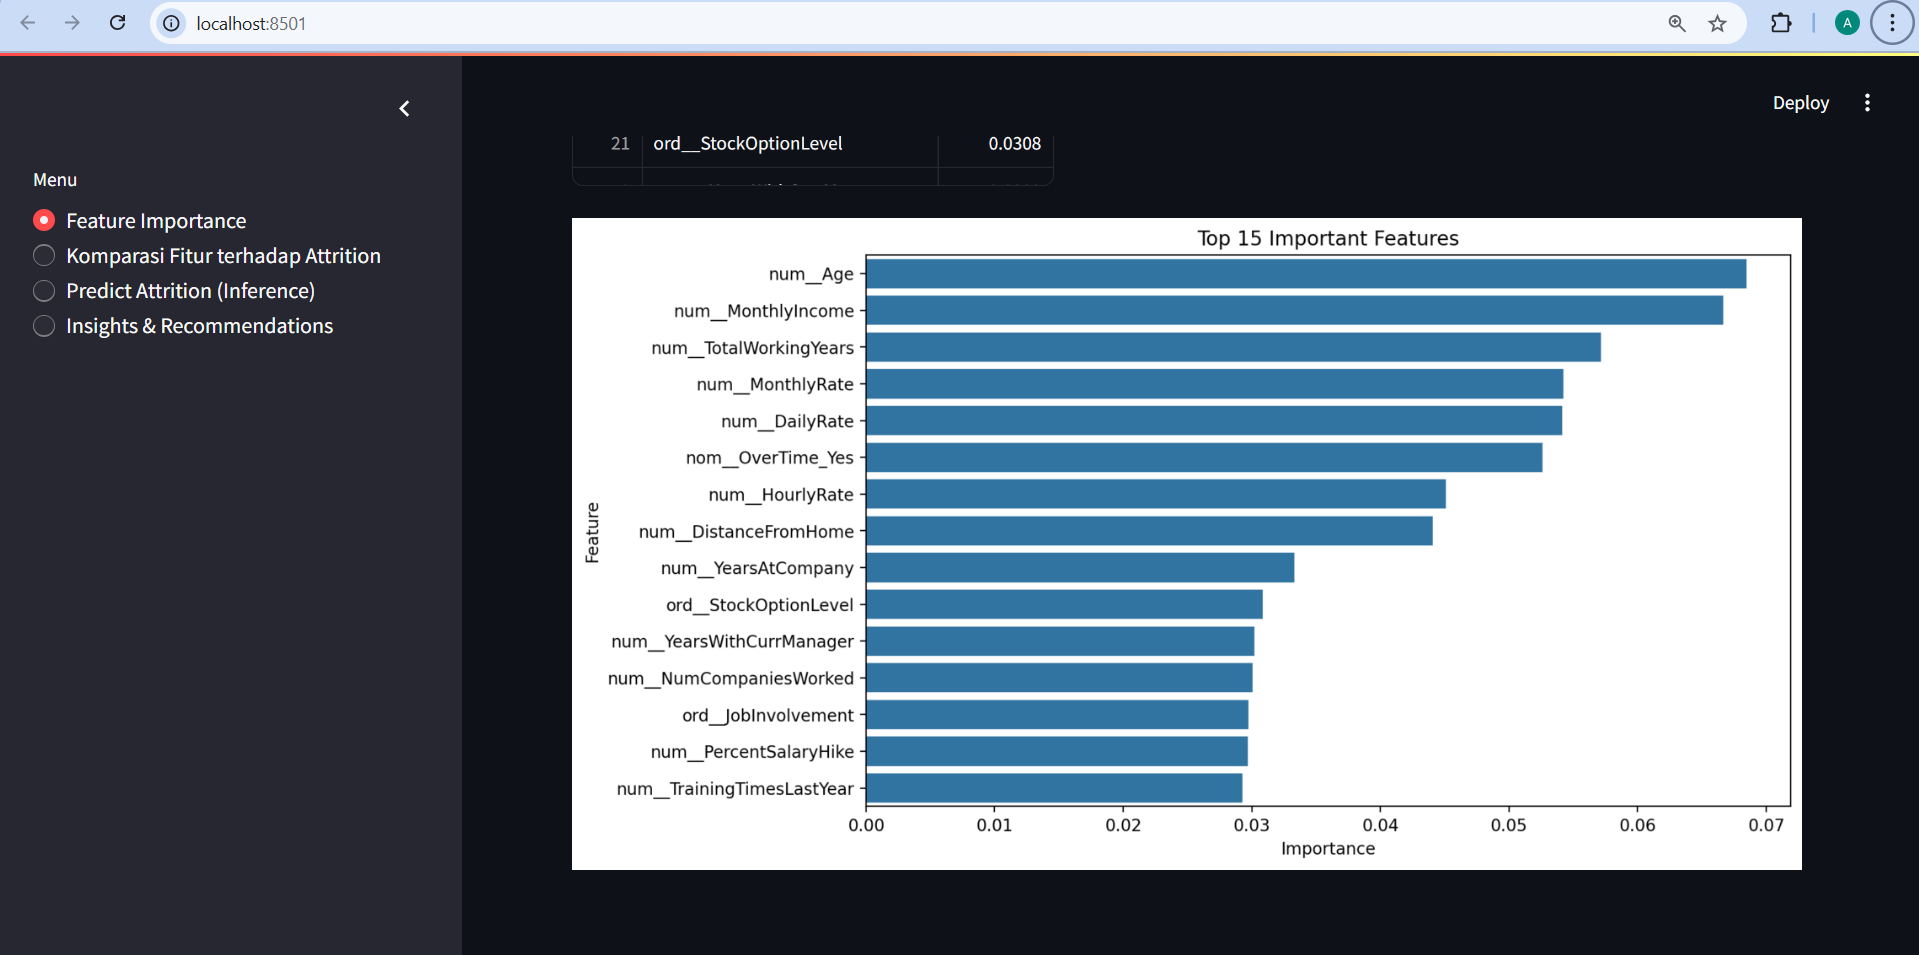 localhost:8501
A
Deploy
Menu
Feature Importance
Komparasi Fitur terhadap Attrition
Predict Attrition (Inference)
Insights & Recommendations
21 ord__StockOptionLevel 0.0308
Top 15 Important Features
Feature
num__Age
num__MonthlyIncome
num__TotalWorkingYears
num__MonthlyRate
num__DailyRate
nom__OverTime_Yes
num__HourlyRate
num__DistanceFromHome
num__YearsAtCompany
ord__StockOptionLevel
num__YearsWithCurrManager
num__NumCompaniesWorked
ord__JobInvolvement
num__PercentSalaryHike
num__TrainingTimesLastYear
0.00 0.01 0.02 0.03 0.04 0.05 0.06 0.07
Importance